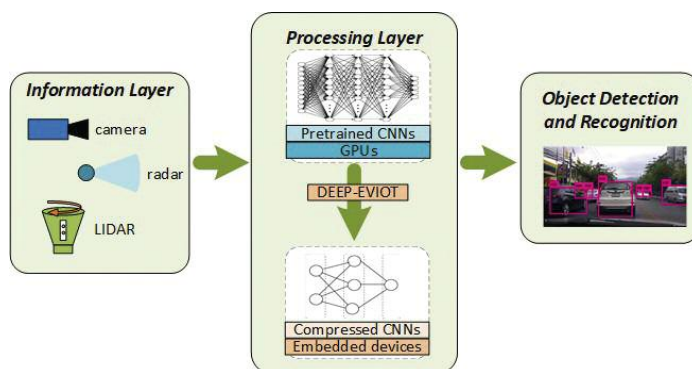 Information Layer
camera
radar
LIDAR
Processing Layer
Pretrained CNNs
GPUs
DEEP-EVIOT
Compressed CNNs
Embedded devices
Object Detection
and Recognition